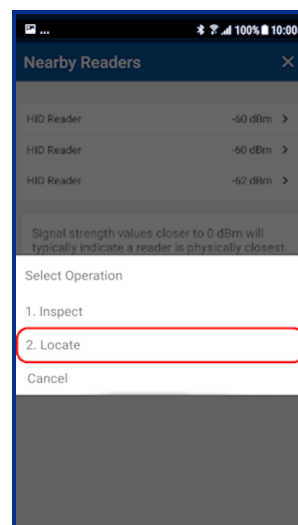 ... 100% 10:00
Nearby Readers
HID Reader -60 dBm
HID Reader -60 dBm
HID Reader -62 dBm
Signal strength values closer to 0 dBm will
typically indicate a reader is physically closest.
Select Operation
1. Inspect
2. Locate
Cancel